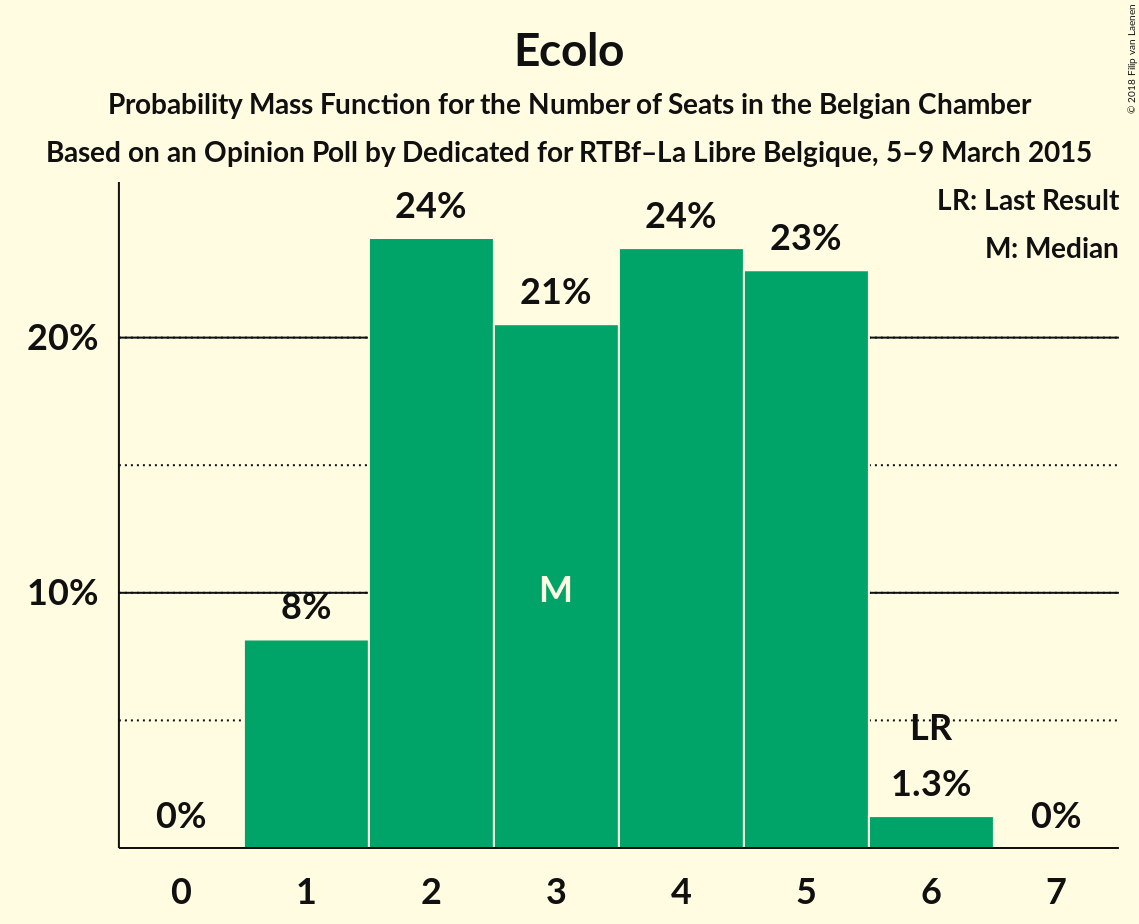 Ecolo
Probability Mass Function for the Number of Seats in the Belgian Chamber
Based on an Opinion Poll by Dedicated for RTBf–La Libre Belgique, 5–9 March 2015
© 2018 Filip van Laenen
LR: Last Result
M: Median
20%
10%
0%
8%
24%
21%
24%
23%
1.3%
0%
M
LR
0 1 2 3 4 5 6 7